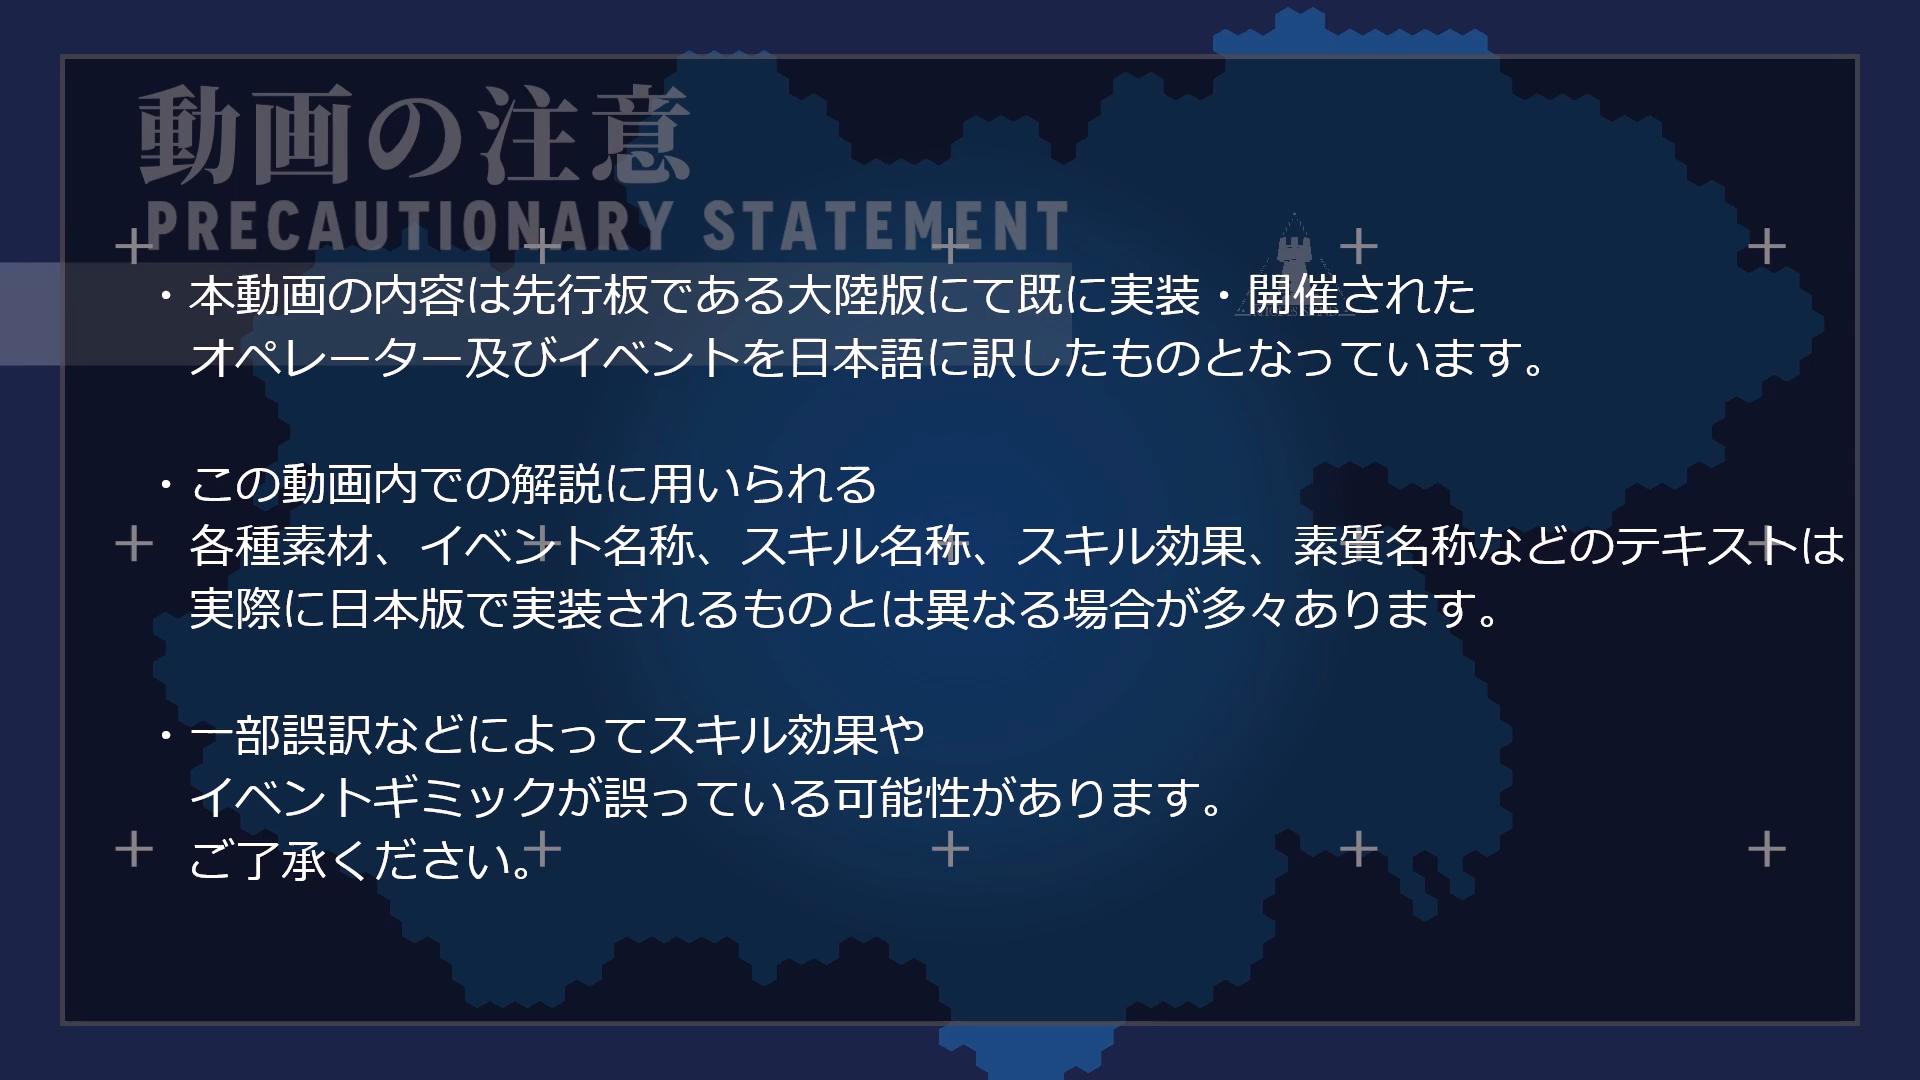 動画の注意
PRECAUTIONARY STATEMENT
・本動画の内容は先行板である大陸版にて既に実装・開催された
オペレーター及びイベントを日本語に訳したものとなっています。
・この動画内での解説に用いられる
各種素材、イベント名称、スキル名称、スキル効果、素質名称などのテキストは
実際に日本版で実装されるものとは異なる場合が多々あります。
・一部誤訳などによってスキル効果や
イベントギミックが誤っている可能性があります。
ご了承ください。